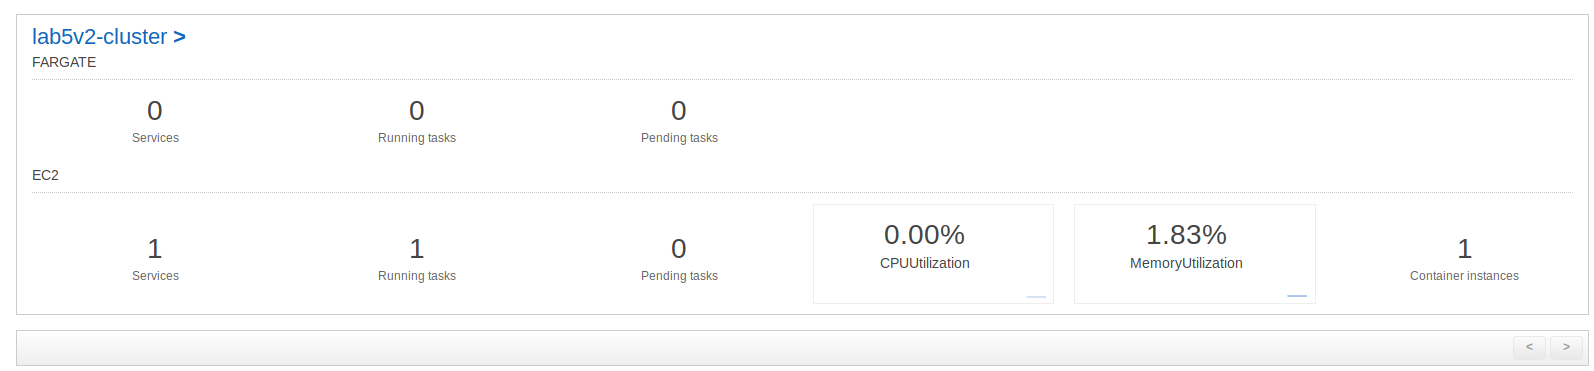 lab5v2-cluster >
FARGATE
0 0 0
Services Running tasks Pending tasks
EC2
1 1 0 0.00% 1.83% 1
Services Running tasks Pending tasks CPUUtilization MemoryUtilization Container instances
< >